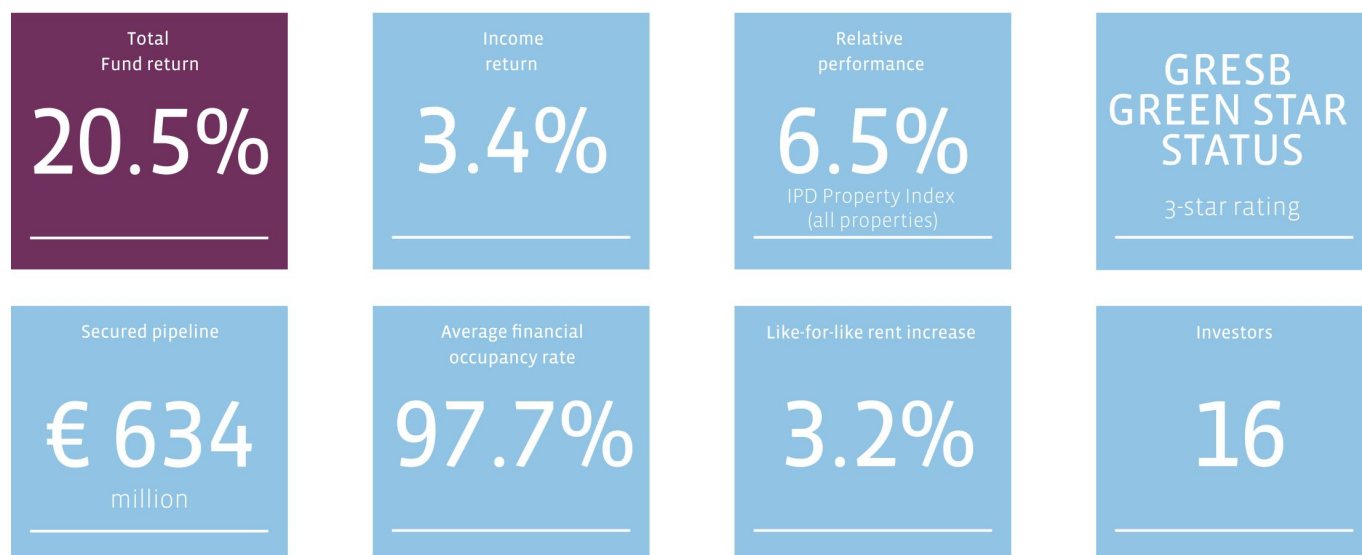 Total
Fund return
20.5%
Income
return
3.4%
Relative
performance
6.5%
IPD Property Index
(all properties)
GRESB
GREEN STAR
STATUS
3-star rating
Secured pipeline
€ 634
million
Average financial
occupancy rate
97.7%
Like-for-like rent increase
3.2%
Investors
16